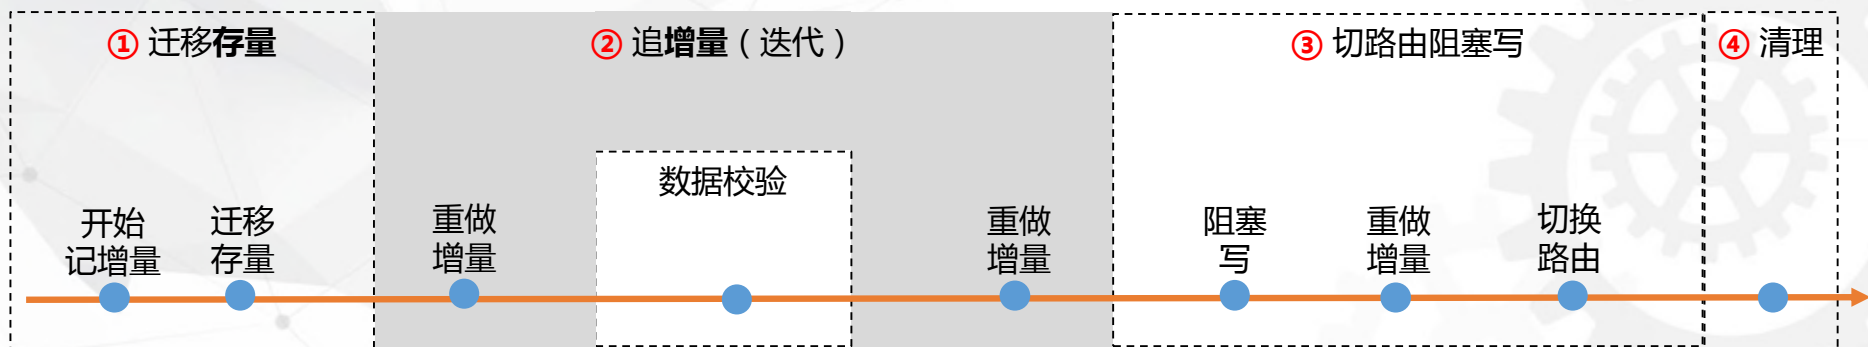 ① 迁移存量
② 追增量（迭代）
③ 切路由阻塞写
④ 清理
数据校验
开始
记增量
迁移
存量
重做
增量
重做
增量
阻塞
写
重做
增量
切换
路由